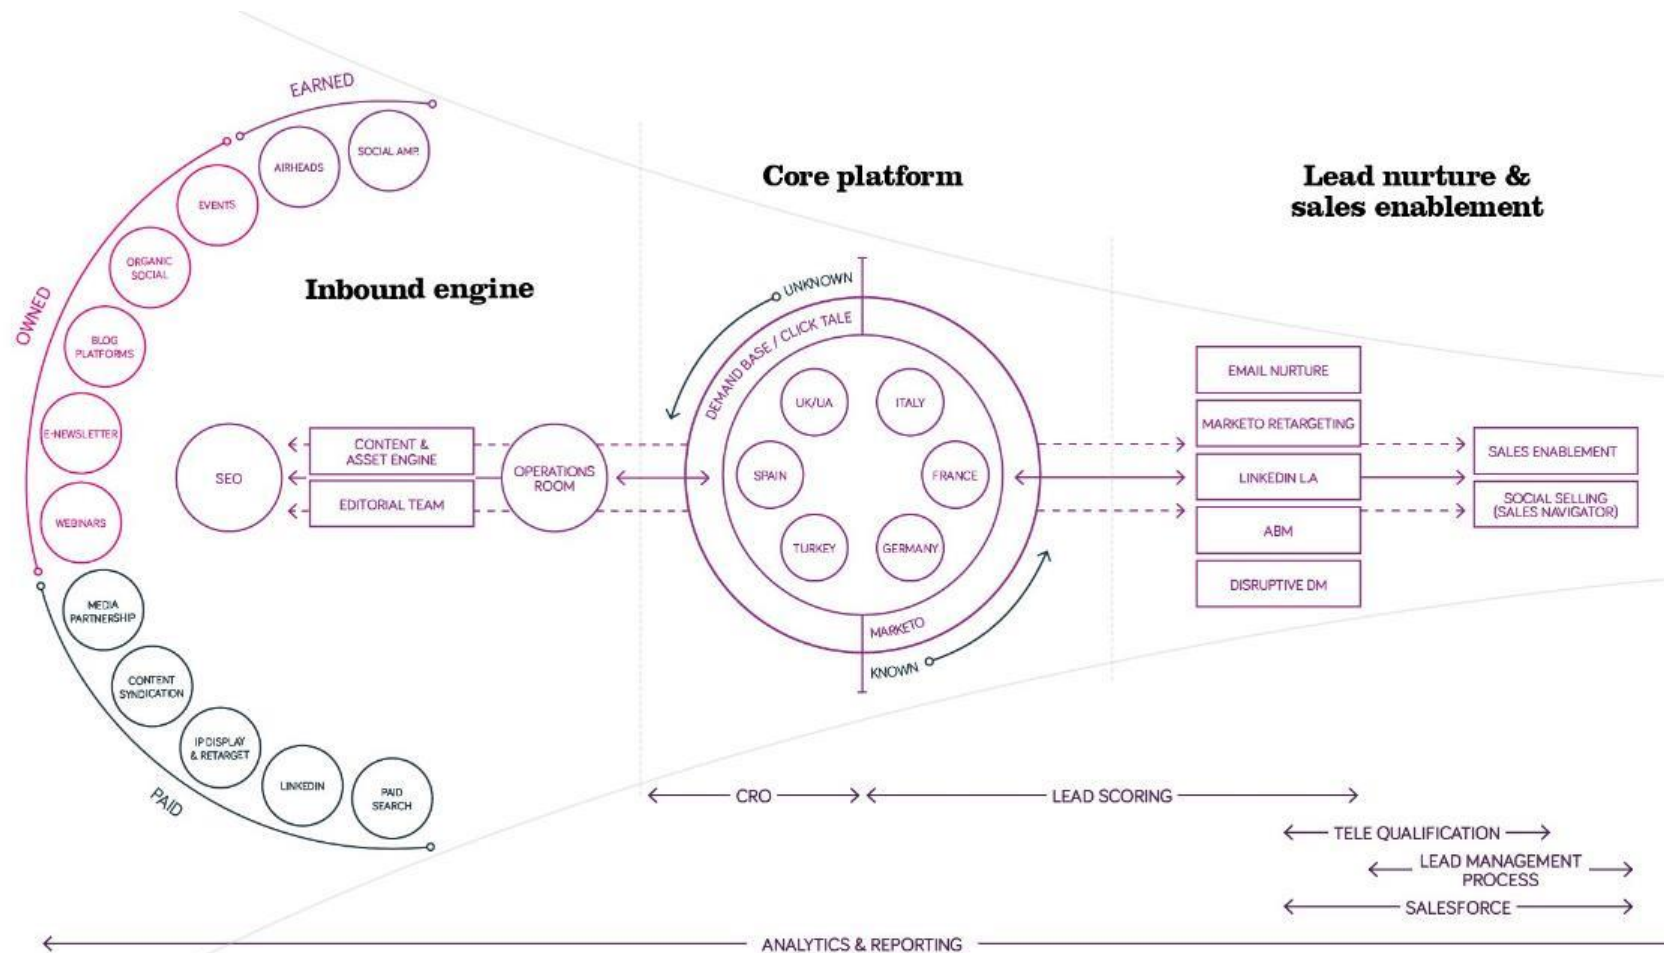 EARNED
SOCIAL AMP.
AIRHEADS
EVENTS
ORGANIC
SOCIAL
OWNED
BLOG
PLATFORMS
E-NEWSLETTER
WEBINARS
MEDIA
PARTNERSHIP
CONTENT
SYNDICATION
IP DISPLAY
& RETARGET
LINKEDIN
PAID
SEARCH
PAID
Inbound engine
SEO
CONTENT &
ASSET ENGINE
EDITORIAL TEAM
OPERATIONS
ROOM
Core platform
UNKNOWN
DEMAND BASE / CLICK TALE
UK/UA
ITALY
SPAIN
FRANCE
TURKEY
GERMANY
MARKETO
KNOWN
Lead nurture &
sales enablement
EMAIL NURTURE
MARKETO RETARGETING
LINKEDIN LA
ABM
DISRUPTIVE DM
SALES ENABLEMENT
SOCIAL SELLING
(SALES NAVIGATOR)
CRO
LEAD SCORING
TELE QUALIFICATION
LEAD MANAGEMENT
PROCESS
SALESFORCE
ANALYTICS & REPORTING